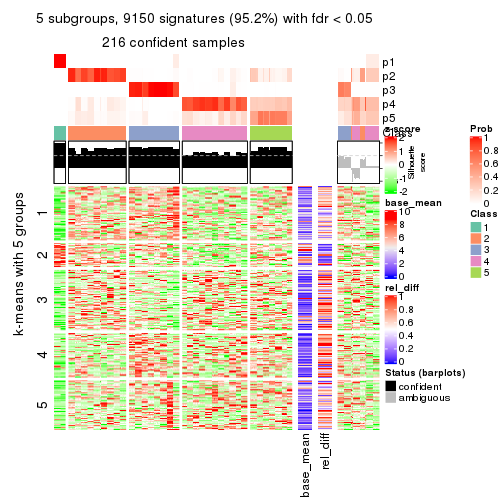 5 subgroups, 9150 signatures (95.2%) with fdr < 0.05
216 confident samples
p1
p2
p3
p4
p5
Class
Silhouette
score
k-means with 5 groups
1
2
3
4
5
base_mean
rel_diff
z-score
2
1
0
-1
-2
base_mean
10
8
6
4
2
0
rel_diff
1
0.8
0.6
0.4
0.2
0
Status (barplots)
confident
ambiguous
Prob
1
0.8
0.6
0.4
0.2
0
Class
1
2
3
4
5